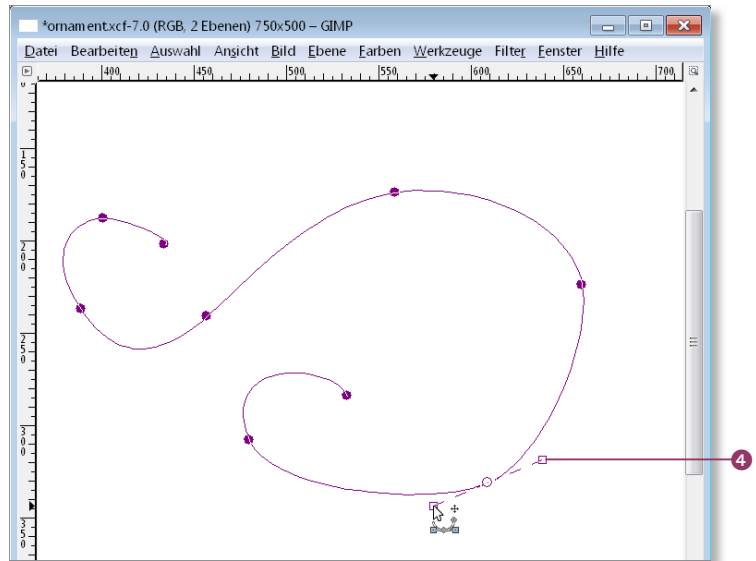 *ornament.xcf-7.0 (RGB, 2 Ebenen) 750x500 – GIMP
Datei Bearbeiten Auswahl Ansicht Bild Ebene Farben Werkzeuge Filter Fenster Hilfe
400 450 500 550 600 650 700
150
200
250
300
350
4